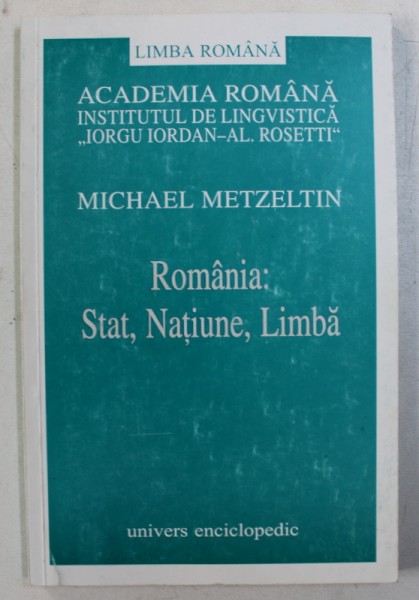 LIMBA ROMÂNĂ
ACADEMIA ROMÂNĂ
INSTITUTUL DE LINGVISTICĂ
„IORGU IORDAN–AL. ROSETTI“
MICHAEL METZELTIN
România:
Stat, Națiune, Limbă
univers enciclopedic